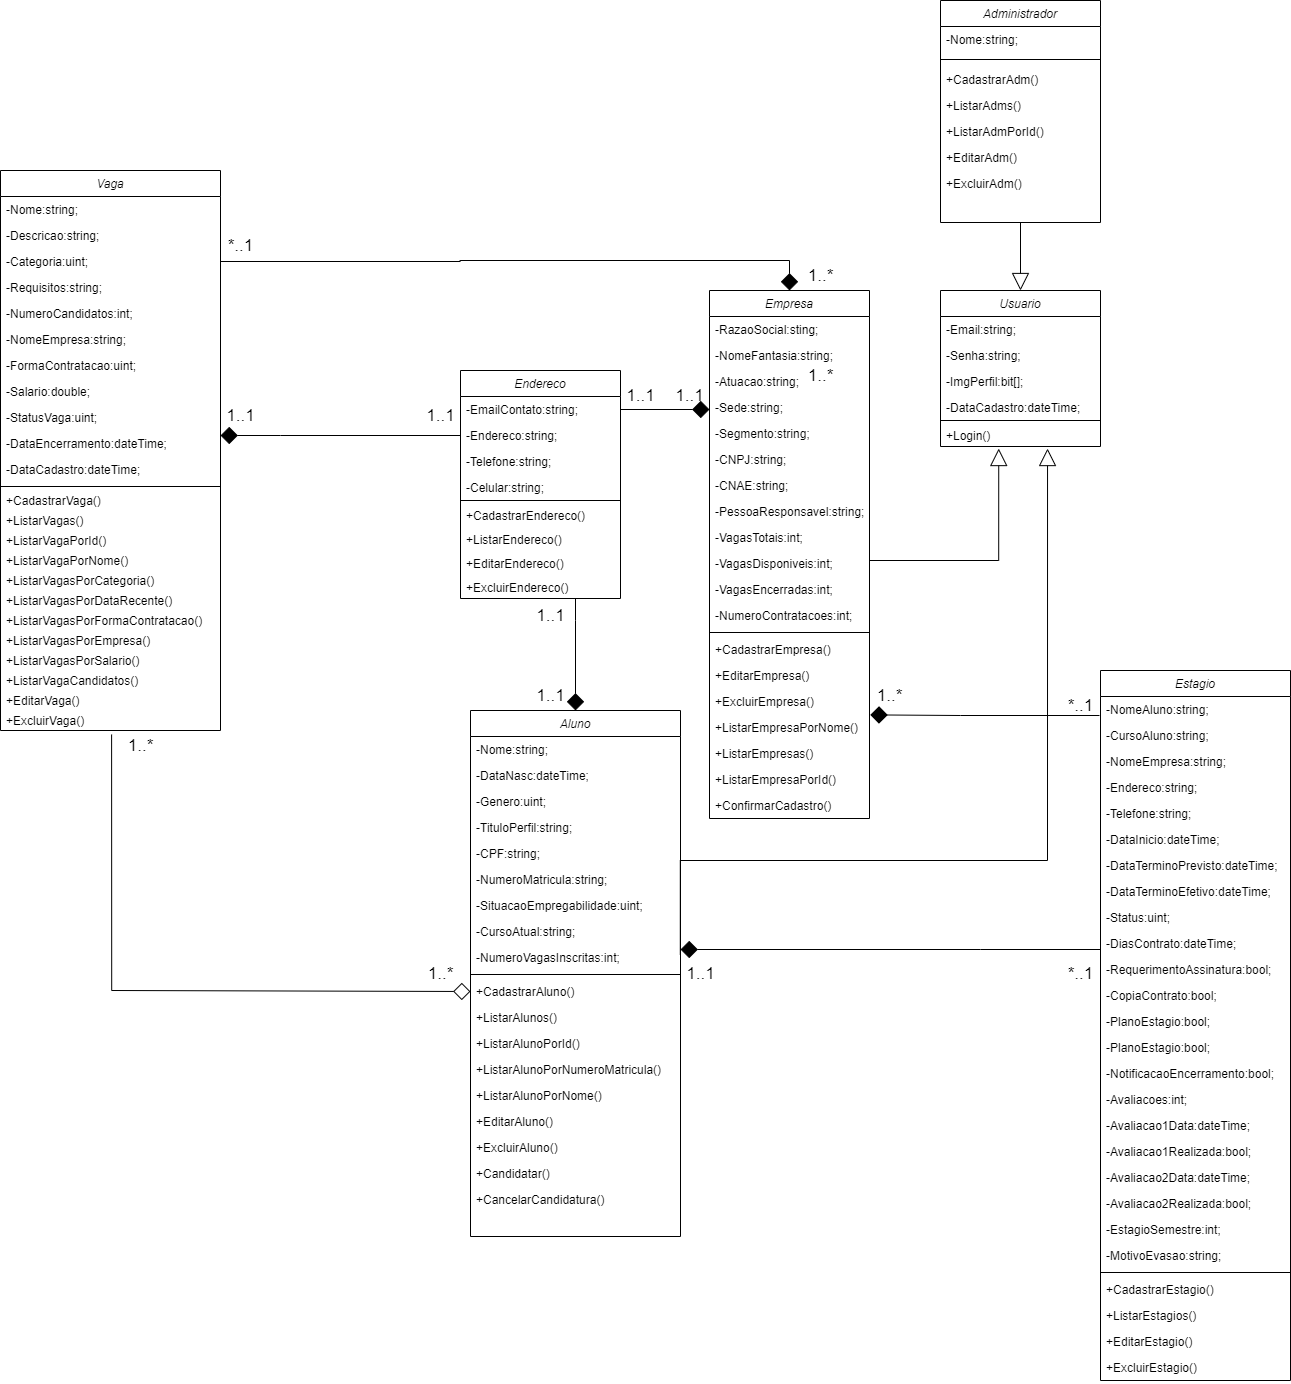 Administrador
-Nome:string;
+CadastrarAdm()
+ListarAdms()
+ListarAdmPorId()
+EditarAdm()
+ExcluirAdm()
Vaga
-Nome:string;
-Descricao:string;
-Categoria:uint;
-Requisitos:string;
-NumeroCandidatos:int;
-NomeEmpresa:string;
-FormaContratacao:uint;
-Salario:double;
-StatusVaga:uint;
-DataEncerramento:dateTime;
-DataCadastro:dateTime;
+CadastrarVaga()
+ListarVagas()
+ListarVagaPorId()
+ListarVagaPorNome()
+ListarVagasPorCategoria()
+ListarVagasPorDataRecente()
+ListarVagasPorFormaContratacao()
+ListarVagasPorEmpresa()
+ListarVagasPorSalario()
+ListarVagaCandidatos()
+EditarVaga()
+ExcluirVaga()
*..1
1..*
1..1
1..1
1..*
Endereco
-EmailContato:string;
-Endereco:string;
-Telefone:string;
-Celular:string;
+CadastrarEndereco()
+ListarEndereco()
+EditarEndereco()
+ExcluirEndereco()
1..1
1..1
1..1
1..1
Empresa
-RazaoSocial:sting;
-NomeFantasia:string;
-Atuacao:string;
1..*
-Sede:string;
-Segmento:string;
-CNPJ:string;
-CNAE:string;
-PessoaResponsavel:string;
-VagasTotais:int;
-VagasDisponiveis:int;
-VagasEncerradas:int;
-NumeroContratacoes:int;
+CadastrarEmpresa()
+EditarEmpresa()
+ExcluirEmpresa()
+ListarEmpresaPorNome()
+ListarEmpresas()
+ListarEmpresaPorId()
+ConfirmarCadastro()
1..*
*..1
Usuario
-Email:string;
-Senha:string;
-ImgPerfil:bit[];
-DataCadastro:dateTime;
+Login()
Aluno
-Nome:string;
-DataNasc:dateTime;
-Genero:uint;
-TituloPerfil:string;
-CPF:string;
-NumeroMatricula:string;
-SituacaoEmpregabilidade:uint;
-CursoAtual:string;
-NumeroVagasInscritas:int;
+CadastrarAluno()
+ListarAlunos()
+ListarAlunoPorId()
+ListarAlunoPorNumeroMatricula()
+ListarAlunoPorNome()
+EditarAluno()
+ExcluirAluno()
+Candidatar()
+CancelarCandidatura()
1..*
1..1
*..1
Estagio
-NomeAluno:string;
-CursoAluno:string;
-NomeEmpresa:string;
-Endereco:string;
-Telefone:string;
-DataInicio:dateTime;
-DataTerminoPrevisto:dateTime;
-DataTerminoEfetivo:dateTime;
-Status:uint;
-DiasContrato:dateTime;
-RequerimentoAssinatura:bool;
-CopiaContrato:bool;
-PlanoEstagio:bool;
-PlanoEstagio:bool;
-NotificacaoEncerramento:bool;
-Avaliacoes:int;
-Avaliacao1Data:dateTime;
-Avaliacao1Realizada:bool;
-Avaliacao2Data:dateTime;
-Avaliacao2Realizada:bool;
-EstagioSemestre:int;
-MotivoEvasao:string;
+CadastrarEstagio()
+ListarEstagios()
+EditarEstagio()
+ExcluirEstagio()